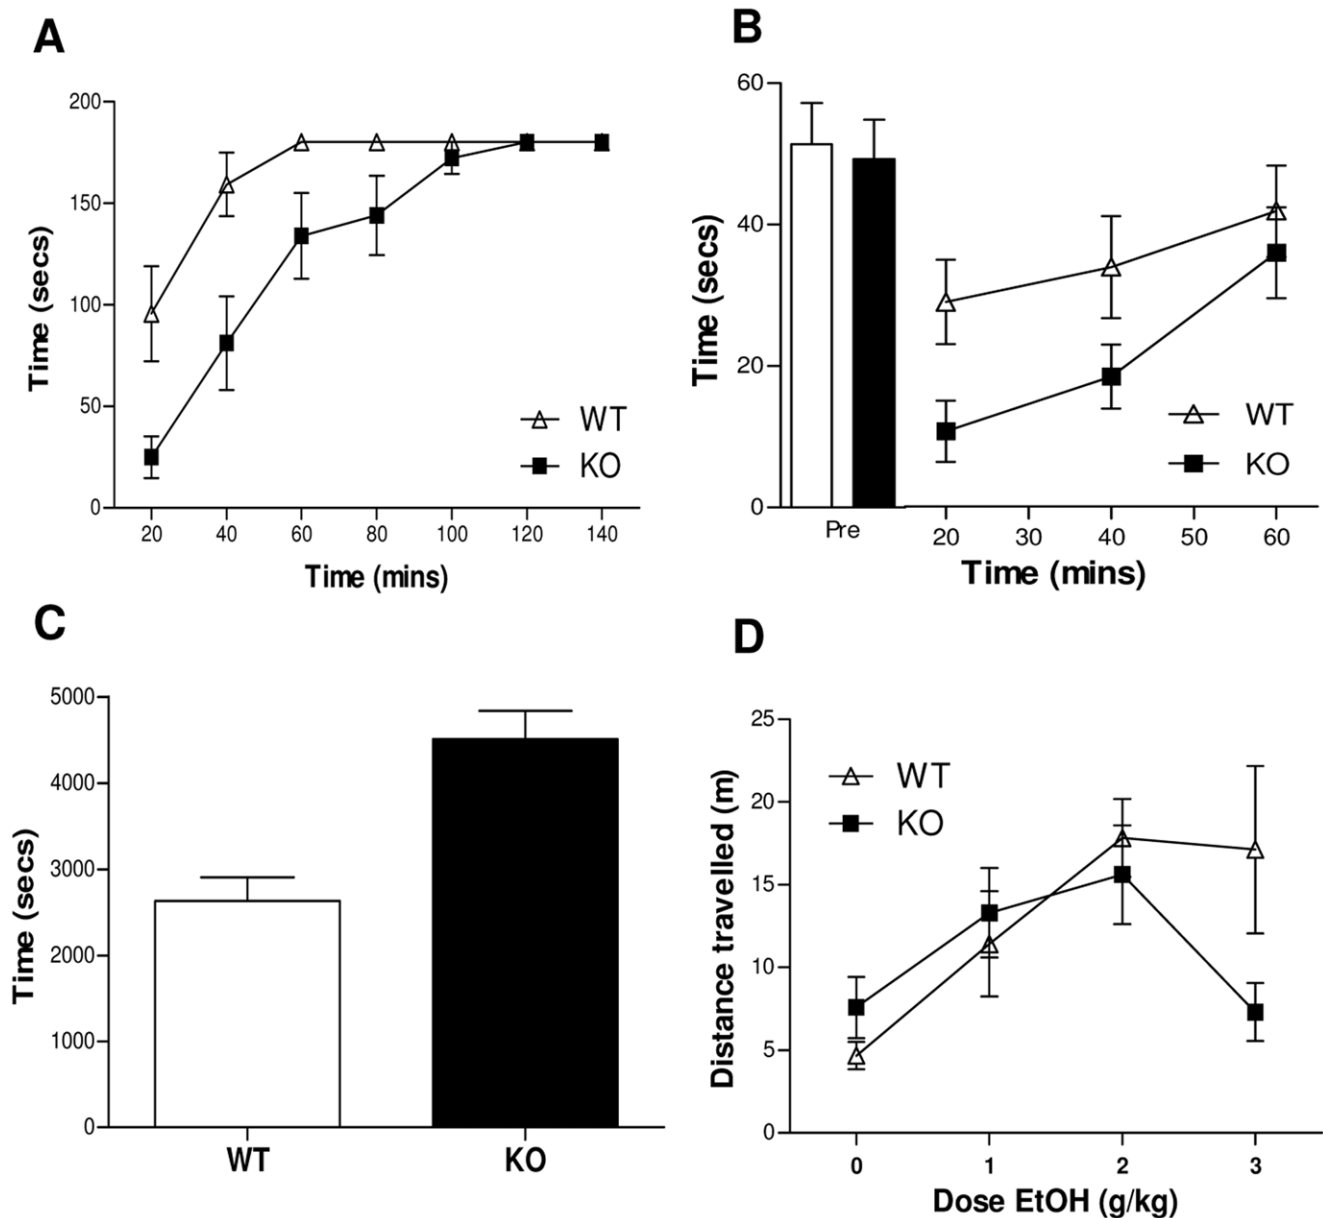 A
200
150
100
50
0
Time (secs)
WT
KO
20 40 60 80 100 120 140
Time (mins)
B
60
40
20
0
Time (secs)
WT
KO
Pre
20 30 40 50 60
Time (mins)
C
5000
4000
3000
2000
1000
0
Time (secs)
WT KO
D
25
20
15
10
5
0
Distance travelled (m)
WT
KO
0 1 2 3
Dose EtOH (g/kg)